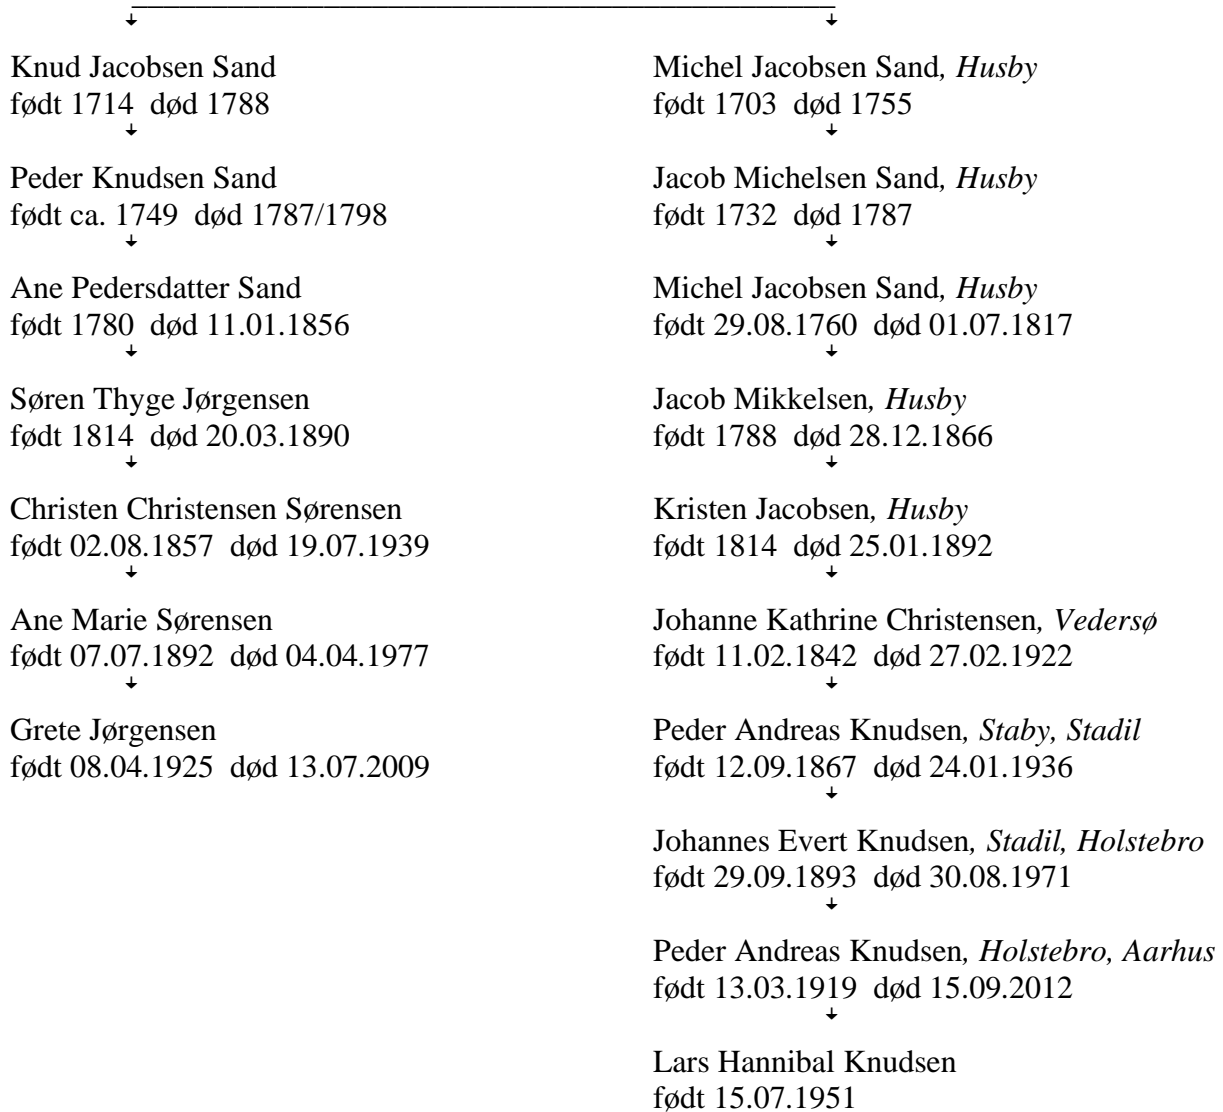 Knud Jacobsen Sand
født 1714  død 1788
Peder Knudsen Sand
født ca. 1749  død 1787/1798
Ane Pedersdatter Sand
født 1780  død 11.01.1856
Søren Thyge Jørgensen
født 1814  død 20.03.1890
Christen Christensen Sørensen
født 02.08.1857  død 19.07.1939
Ane Marie Sørensen
født 07.07.1892  død 04.04.1977
Grete Jørgensen
født 08.04.1925  død 13.07.2009
Michel Jacobsen Sand, Husby
født 1703  død 1755
Jacob Michelsen Sand, Husby
født 1732  død 1787
Michel Jacobsen Sand, Husby
født 29.08.1760  død 01.07.1817
Jacob Mikkelsen, Husby
født 1788  død 28.12.1866
Kristen Jacobsen, Husby
født 1814  død 25.01.1892
Johanne Kathrine Christensen, Vedersø
født 11.02.1842  død 27.02.1922
Peder Andreas Knudsen, Staby, Stadil
født 12.09.1867  død 24.01.1936
Johannes Evert Knudsen, Stadil, Holstebro
født 29.09.1893  død 30.08.1971
Peder Andreas Knudsen, Holstebro, Aarhus
født 13.03.1919  død 15.09.2012
Lars Hannibal Knudsen
født 15.07.1951